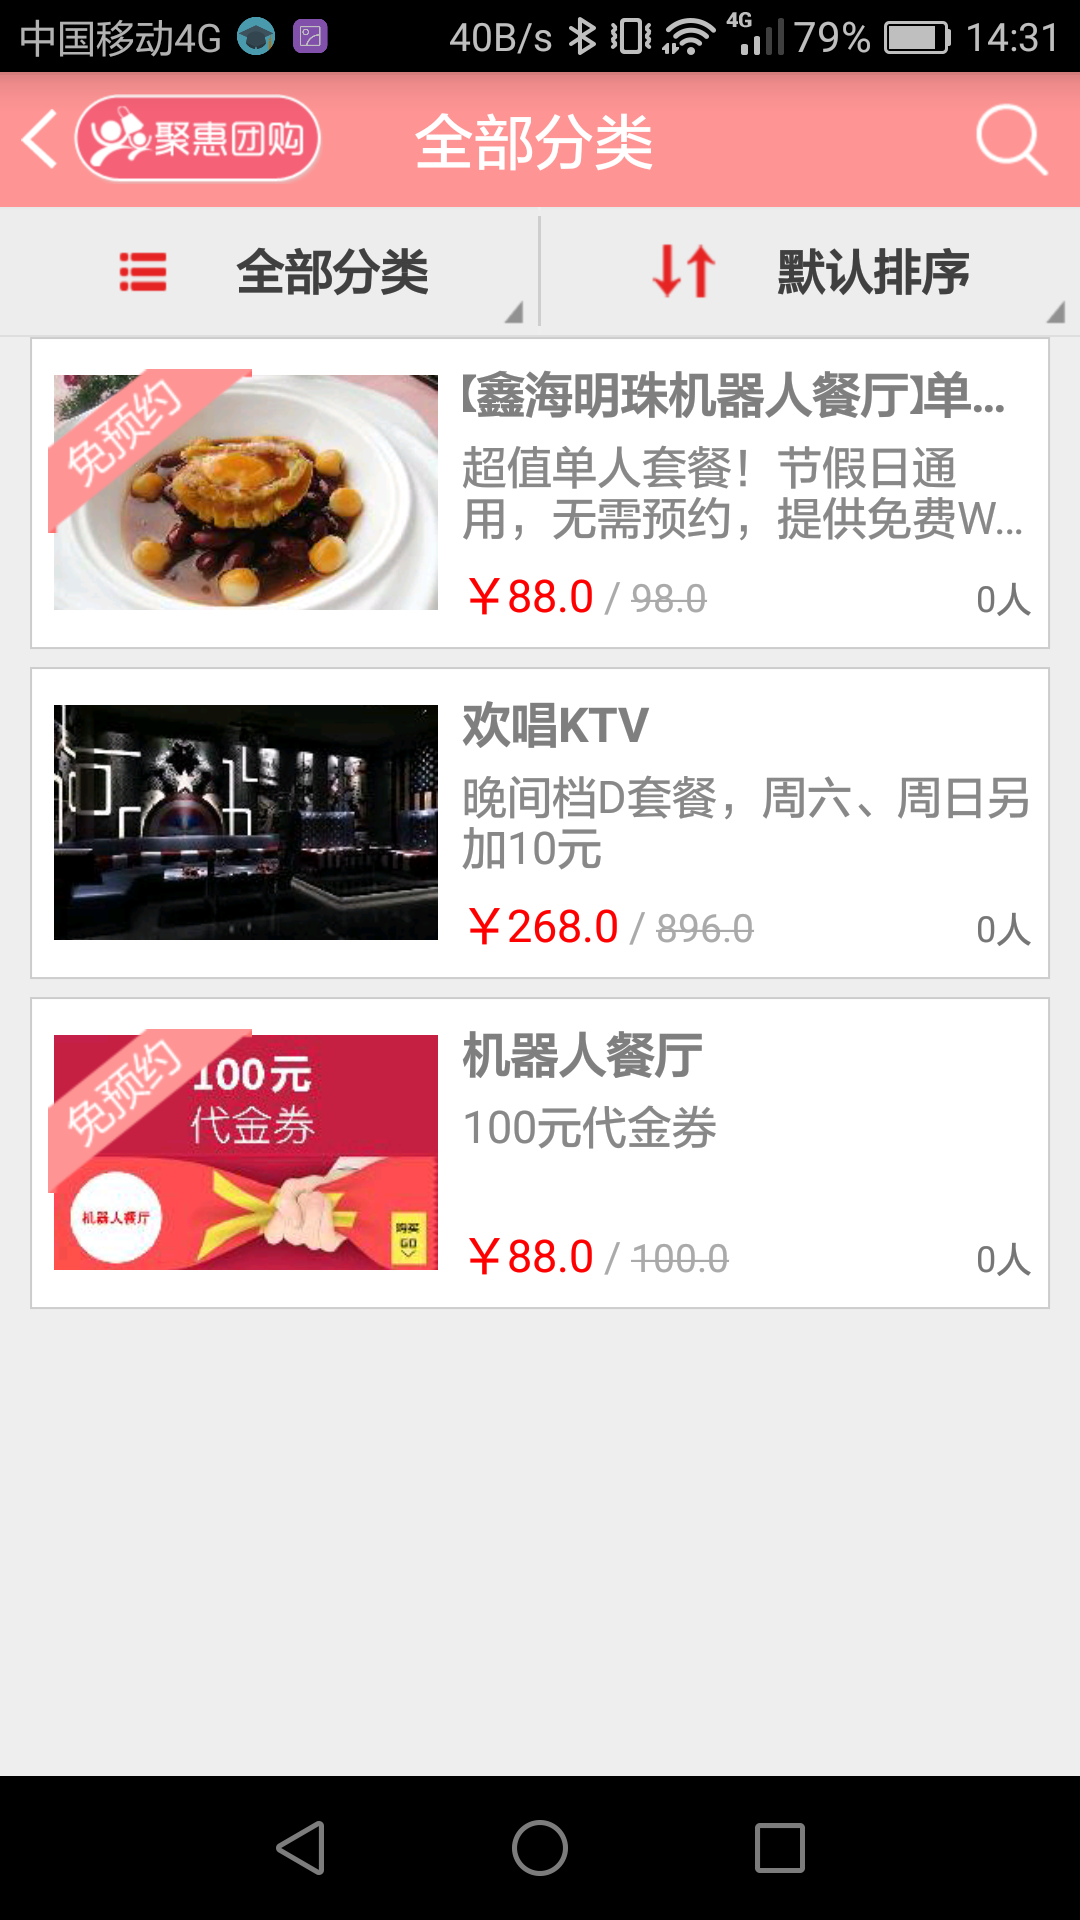 中国移动4G 40B/s 4G 79% 14:31
聚惠团购 全部分类
全部分类 默认排序
免预约
【鑫海明珠机器人餐厅】单...
超值单人套餐！节假日通
用，无需预约，提供免费W...
￥88.0 / 98.0 0人
欢唱KTV
晚间档D套餐，周六、周日另
加10元
￥268.0 / 896.0 0人
免预约
100元
代金券
机器人餐厅
购买
GO
机器人餐厅
100元代金券
￥88.0 / 100.0 0人